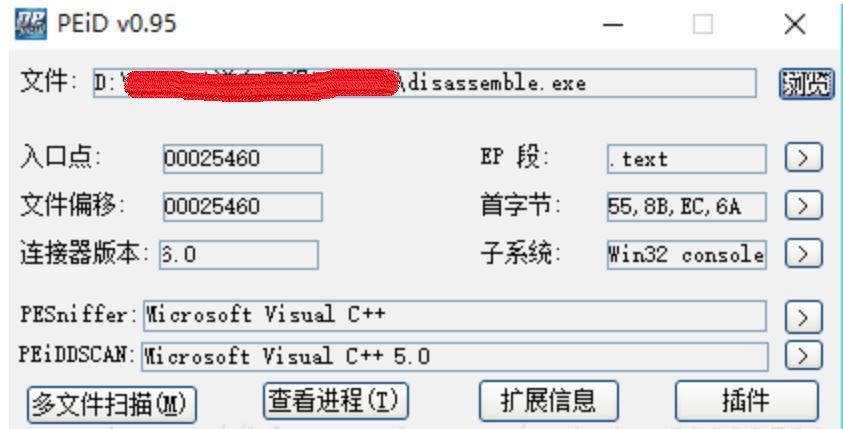 PEiD v0.95
文件: D:\ \disassemble.exe 浏览
入口点: 00025460 EP 段: .text >
文件偏移: 00025460 首字节: 55,8B,EC,6A >
连接器版本: 6.0 子系统: Win32 console >
PESniffer: Microsoft Visual C++ >
PEiDDSCAN: Microsoft Visual C++ 5.0 >
多文件扫描(M) 查看进程(T) 扩展信息 插件